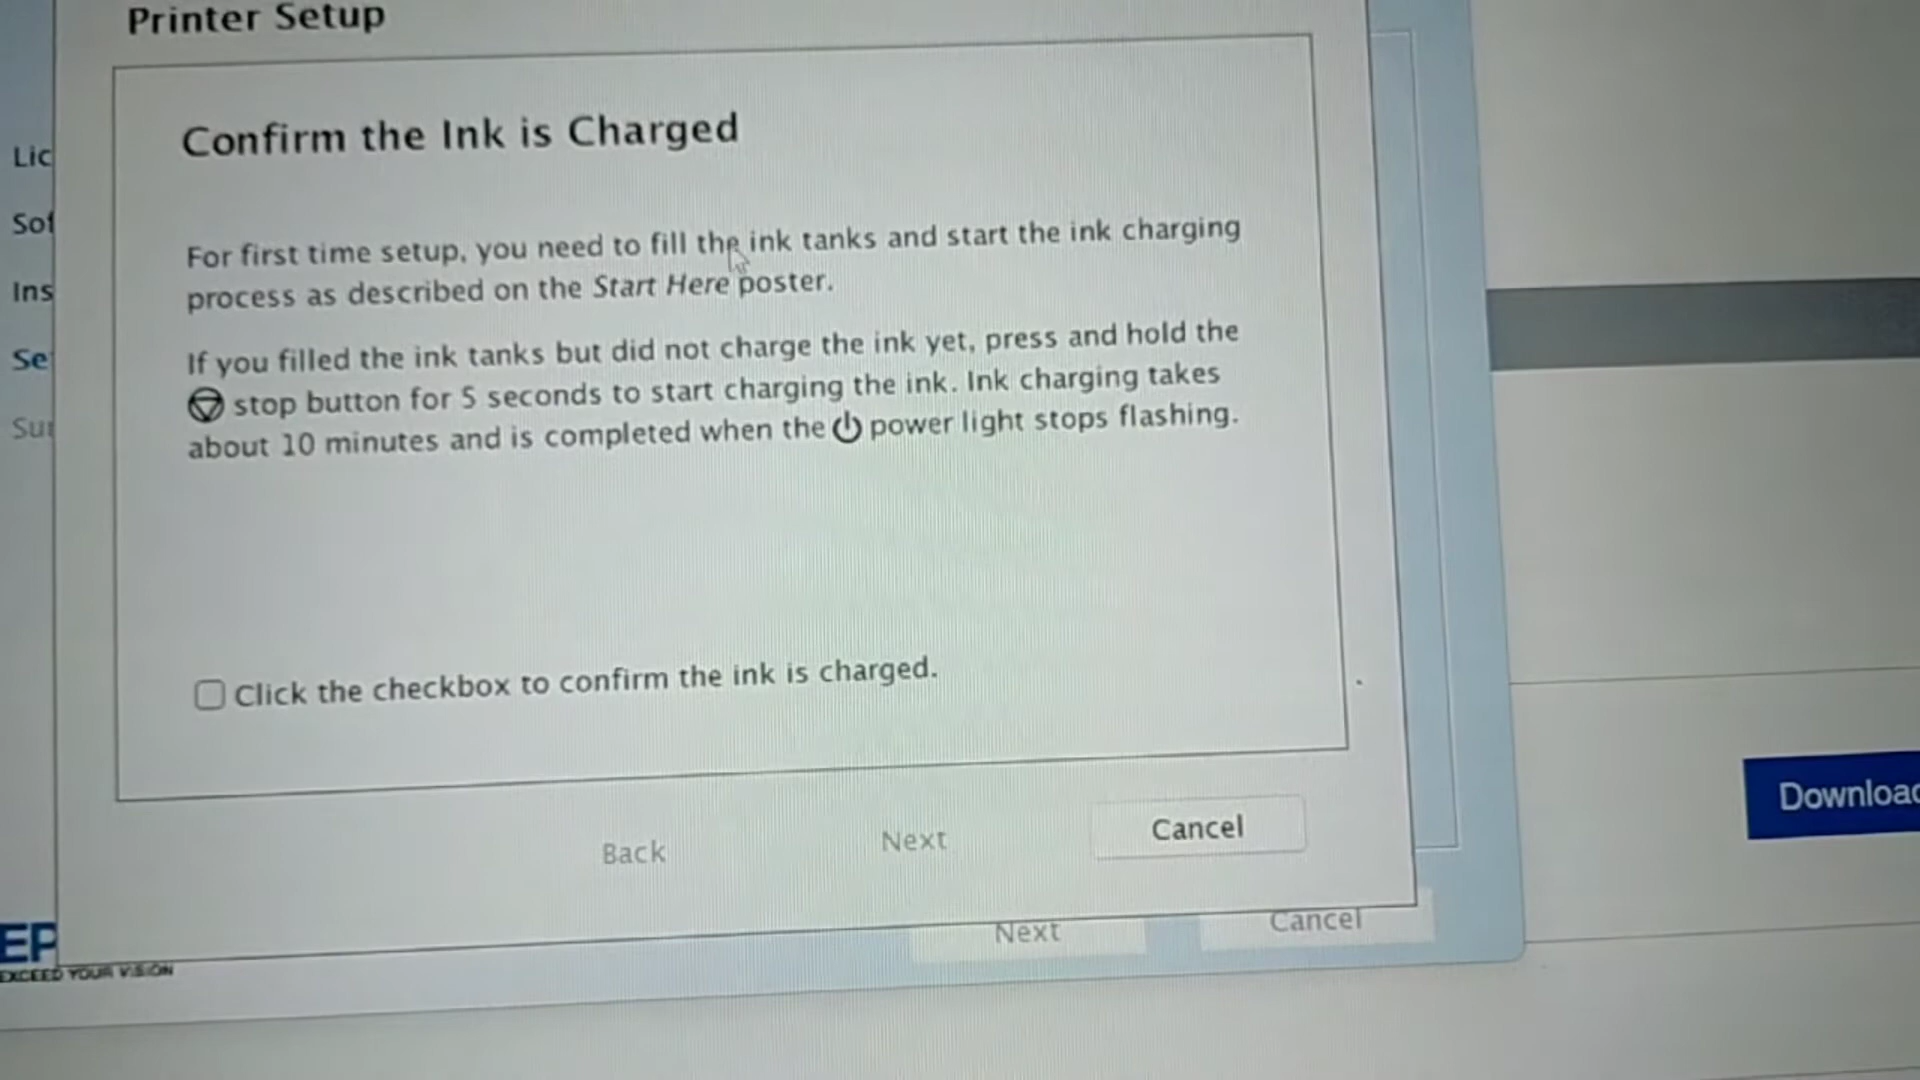 Printer Setup
Confirm the Ink is Charged
For first time setup, you need to fill the ink tanks and start the ink charging
process as described on the Start Here poster.
If you filled the ink tanks but did not charge the ink yet, press and hold the
stop button for 5 seconds to start charging the ink. Ink charging takes
about 10 minutes and is completed when the power light stops flashing.
Click the checkbox to confirm the ink is charged.
Back
Next
Cancel
Next
Cancel
Lic
Sof
Ins
Se
Su
EP
EXCEED YOUR VISION
Download